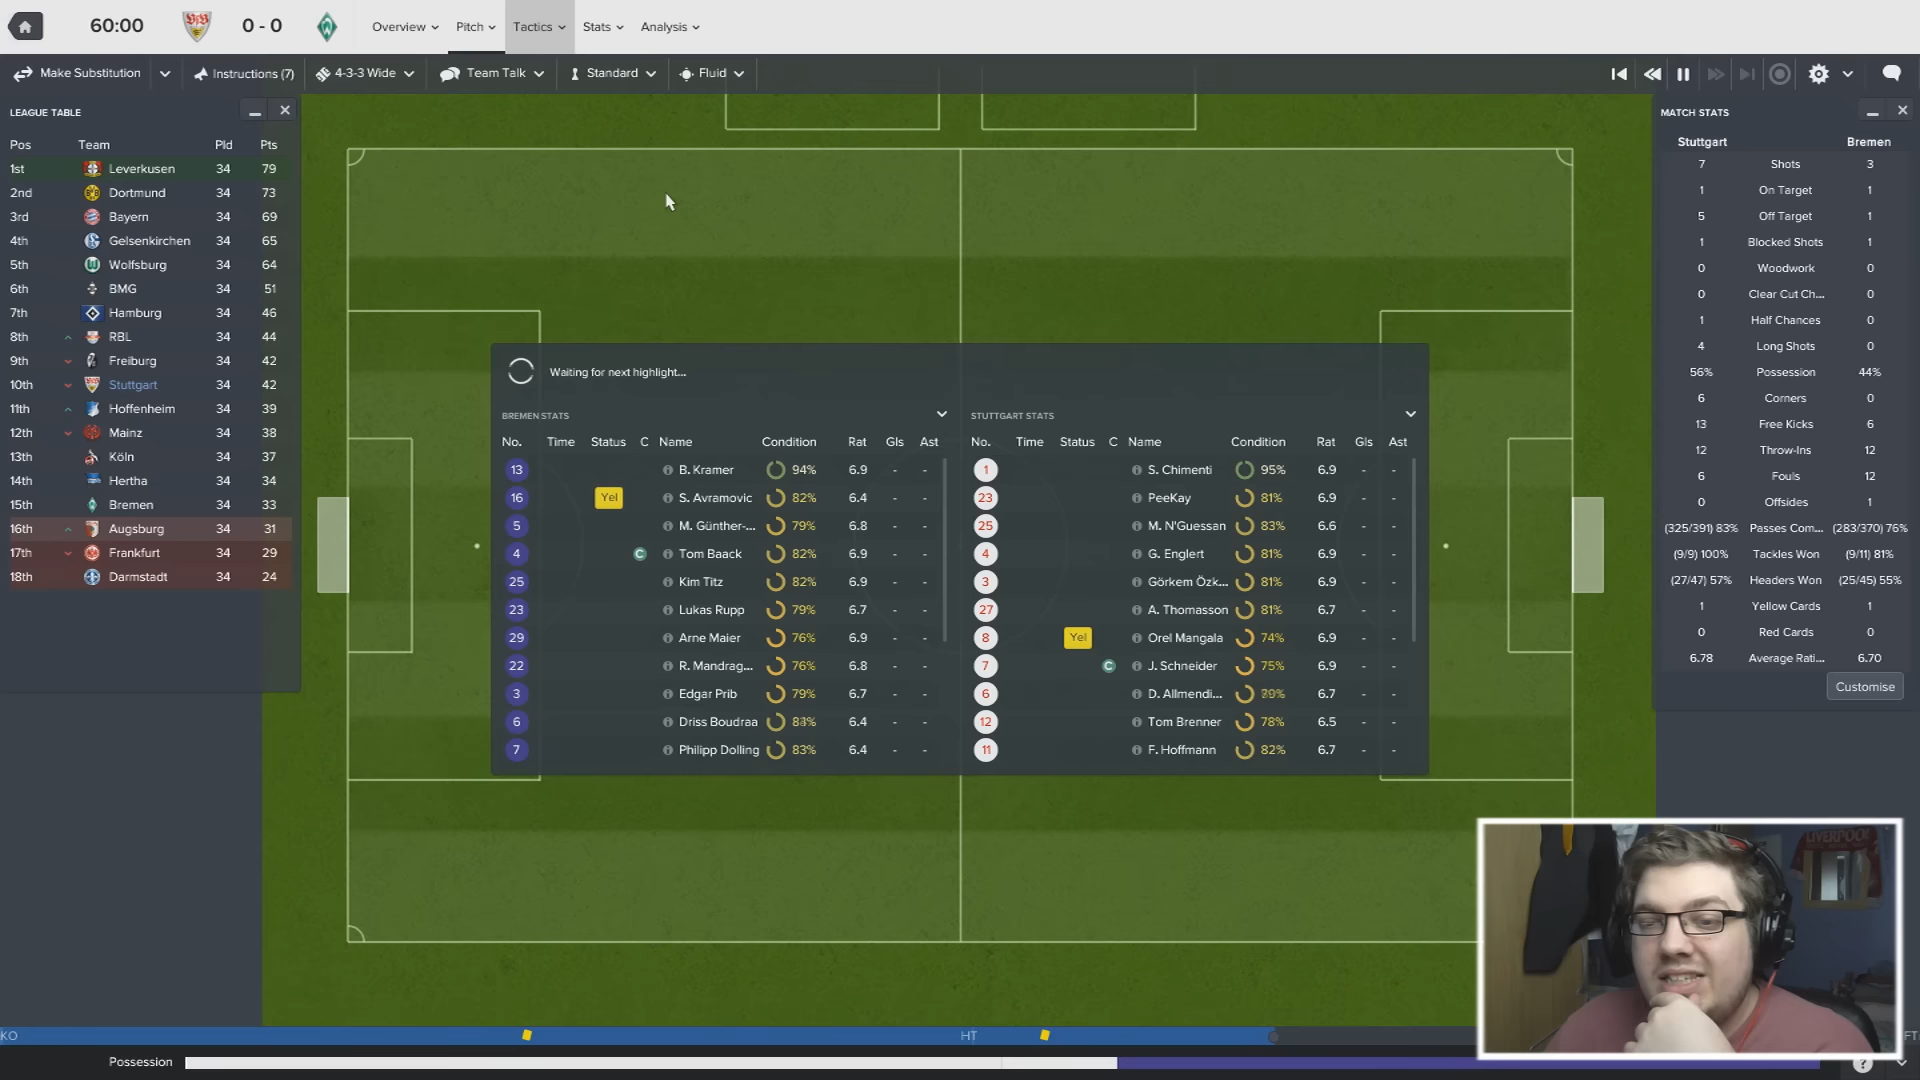 60:00 0 - 0 Overview Pitch Tactics Stats Analysis
Make Substitution Instructions (7) 4-3-3 Wide Team Talk Standard Fluid
LEAGUE TABLE
Pos Team Pld Pts
1st Leverkusen 34 79
2nd Dortmund 34 73
3rd Bayern 34 69
4th Gelsenkirchen 34 65
5th Wolfsburg 34 64
6th BMG 34 51
7th Hamburg 34 46
8th RBL 34 44
9th Freiburg 34 42
10th Stuttgart 34 42
11th Hoffenheim 34 39
12th Mainz 34 38
13th Köln 34 37
14th Hertha 34 34
15th Bremen 34 33
16th Augsburg 34 31
17th Frankfurt 34 29
18th Darmstadt 34 24
Waiting for next highlight...
BREMEN STATS
No. Time Status C Name Condition Rat Gls Ast
13 B. Kramer 94% 6.9 - -
16 Yel S. Avramovic 82% 6.4 - -
5 M. Günther-... 79% 6.8 - -
4 C Tom Baack 82% 6.9 - -
25 Kim Titz 82% 6.9 - -
23 Lukas Rupp 79% 6.7 - -
29 Arne Maier 76% 6.9 - -
22 R. Mandrag... 76% 6.8 - -
3 Edgar Prib 79% 6.7 - -
6 Driss Boudraa 6.4 - -
7 Philipp Dolling 83% 6.4 - -
STUTTGART STATS
No. Time Status C Name Condition Rat Gls Ast
1 S. Chimenti 95% 6.9 - -
23 PeeKay 81% 6.9 - -
25 M. N'Guessan 83% 6.6 - -
4 G. Englert 81% 6.9 - -
3 Görkem Özk... 81% 6.9 - -
27 A. Thomasson 81% 6.7 - -
8 Yel Orel Mangala 74% 6.9 - -
7 C J. Schneider 75% 6.9 - -
6 D. Allmendi... 6.7 - -
12 Tom Brenner 78% 6.5 - -
11 F. Hoffmann 82% 6.7 - -
MATCH STATS
Stuttgart Bremen
7 Shots 3
1 On Target 1
5 Off Target 1
1 Blocked Shots 1
0 Woodwork 0
0 Clear Cut Ch... 0
1 Half Chances 0
4 Long Shots 0
56% Possession 44%
6 Corners 0
13 Free Kicks 6
12 Throw-Ins 12
6 Fouls 12
0 Offsides 1
(325/391) 83% Passes Com... (283/370) 76%
(9/9) 100% Tackles Won (9/11) 81%
(27/47) 57% Headers Won (25/45) 55%
1 Yellow Cards 1
0 Red Cards 0
6.78 Average Rati... 6.70
Customise
LIVERPOOL
KO HT FT
Possession
?